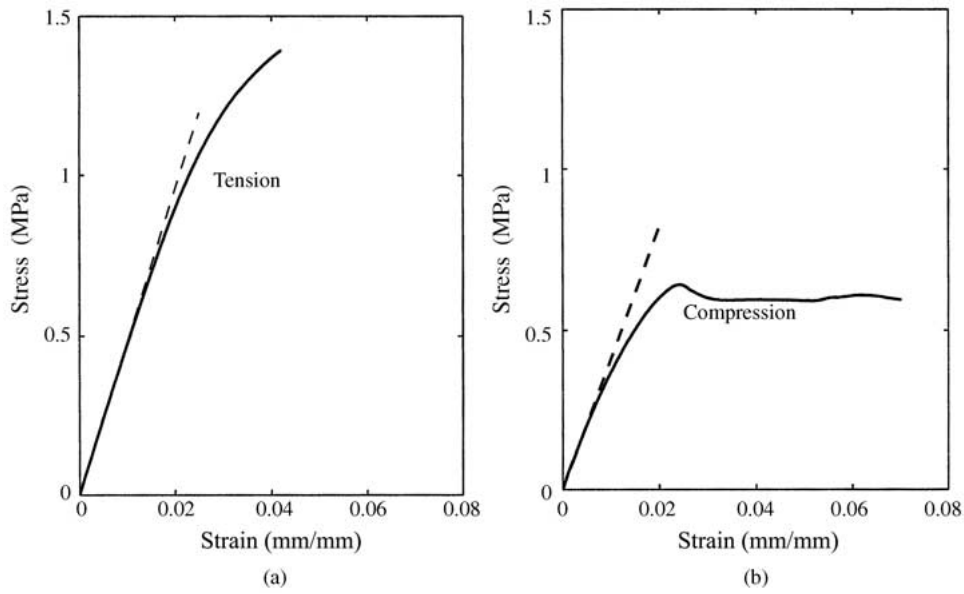 1.5
1
0.5
0
Stress (MPa)
Tension
0
0.02
0.04
0.06
0.08
Strain (mm/mm)
(a)
1.5
1
0.5
0
Stress (MPa)
Compression
0
0.02
0.04
0.06
0.08
Strain (mm/mm)
(b)